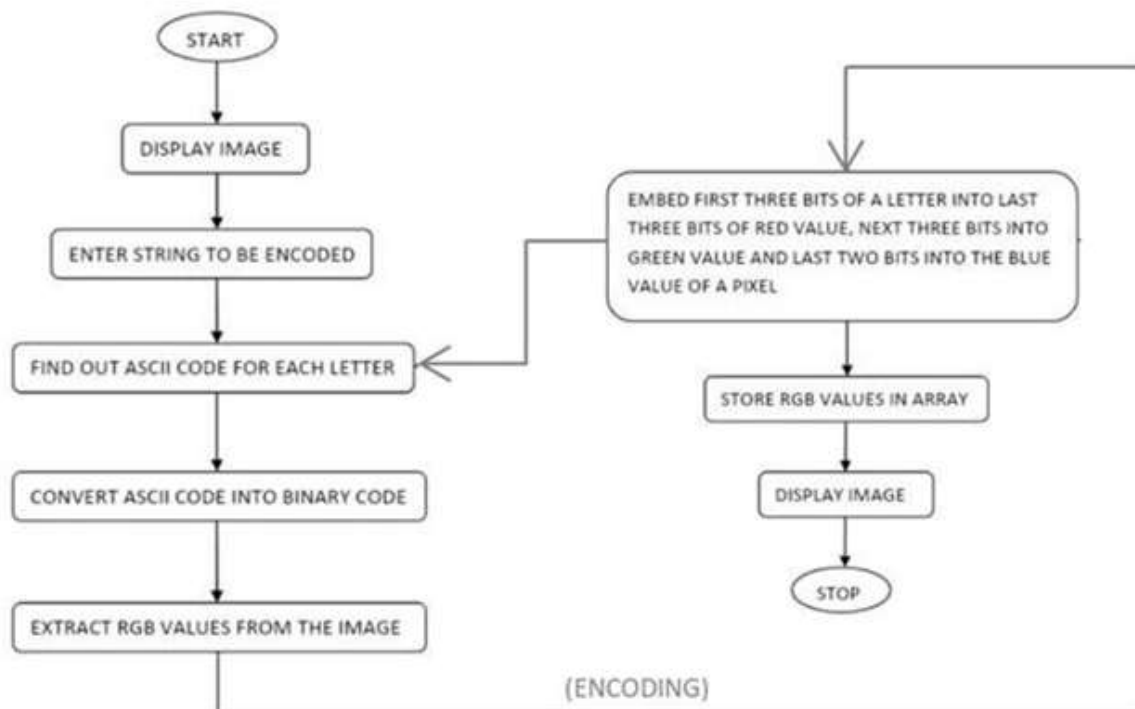 START
DISPLAY IMAGE
ENTER STRING TO BE ENCODED
FIND OUT ASCII CODE FOR EACH LETTER
CONVERT ASCII CODE INTO BINARY CODE
EXTRACT RGB VALUES FROM THE IMAGE
EMBED FIRST THREE BITS OF A LETTER INTO LAST
THREE BITS OF RED VALUE, NEXT THREE BITS INTO
GREEN VALUE AND LAST TWO BITS INTO THE BLUE
VALUE OF A PIXEL
STORE RGB VALUES IN ARRAY
DISPLAY IMAGE
STOP
(ENCODING)